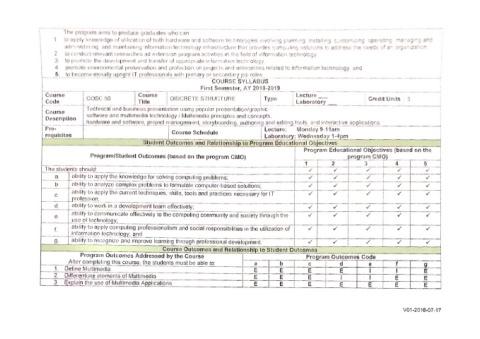 The program aims to produce graduates who can
1. to apply knowledge of utilization of both hardware and software technologies involving planning, installing, customizing, operating, managing and
administering, and maintaining information technology infrastructure that provides computing solutions to address the needs of an organization
2. to conduct relevant researches and extension program activities in the field of information technology
3. to promote the development and transfer of appropriate information technology
4. promote environmental preservation and protection on projects and innovations related to information technology, and
5. to become morally upright IT professionals with primary or secondary job roles
COURSE SYLLABUS
First Semester, AY 2018-2019
Course Code COSC 50 Course Title DISCRETE STRUCTURE Type Lecture ___ Laboratory ___ Credit Units 3
Course Description Technical and business presentation using popular presentation/graphic
software and multimedia technology / Multimedia principles and concepts,
hardware and software, project management, storyboarding, authoring and editing tools, and interactive applications.
Pre-requisites Course Schedule Lecture: Monday 9-11am
Laboratory: Wednesday 1-4pm
Student Outcomes and Relationship to Program Educational Objectives
Program/Student Outcomes (based on the program CMO) Program Educational Objectives (based on the program CMO)
1 2 3 4 5
The students should ✓ ✓ ✓ ✓ ✓
a ability to apply the knowledge for solving computing problems; ✓ ✓ ✓ ✓ ✓
b ability to analyze complex problems to formulate computer-based solutions; ✓ ✓ ✓ ✓ ✓
c ability to apply the current techniques, skills, tools and practices necessary for IT
profession; ✓ ✓ ✓ ✓ ✓
d. ability to work in a development team effectively; ✓ ✓ ✓ ✓ ✓
e. ability to communicate effectively to the computing community and society through the
use of technology; ✓ ✓ ✓ ✓ ✓
f. ability to apply computing professionalism and social responsibilities in the utilization of
information technology; and ✓ ✓ ✓ ✓ ✓
g. ability to recognize and improve learning through professional development. ✓ ✓ ✓ ✓ ✓
Course Outcomes and Relationship to Student Outcomes
Program Outcomes Addressed by the Course Program Outcomes Code
After completing this course, the students must be able to: a b c d e f g
1. Define Multimedia E E E E I I E
2. Differentiate elements of Multimedia E E E I I E E
3. Explain the use of Multimedia Applications E E E E I E E
V01-2018-07-17